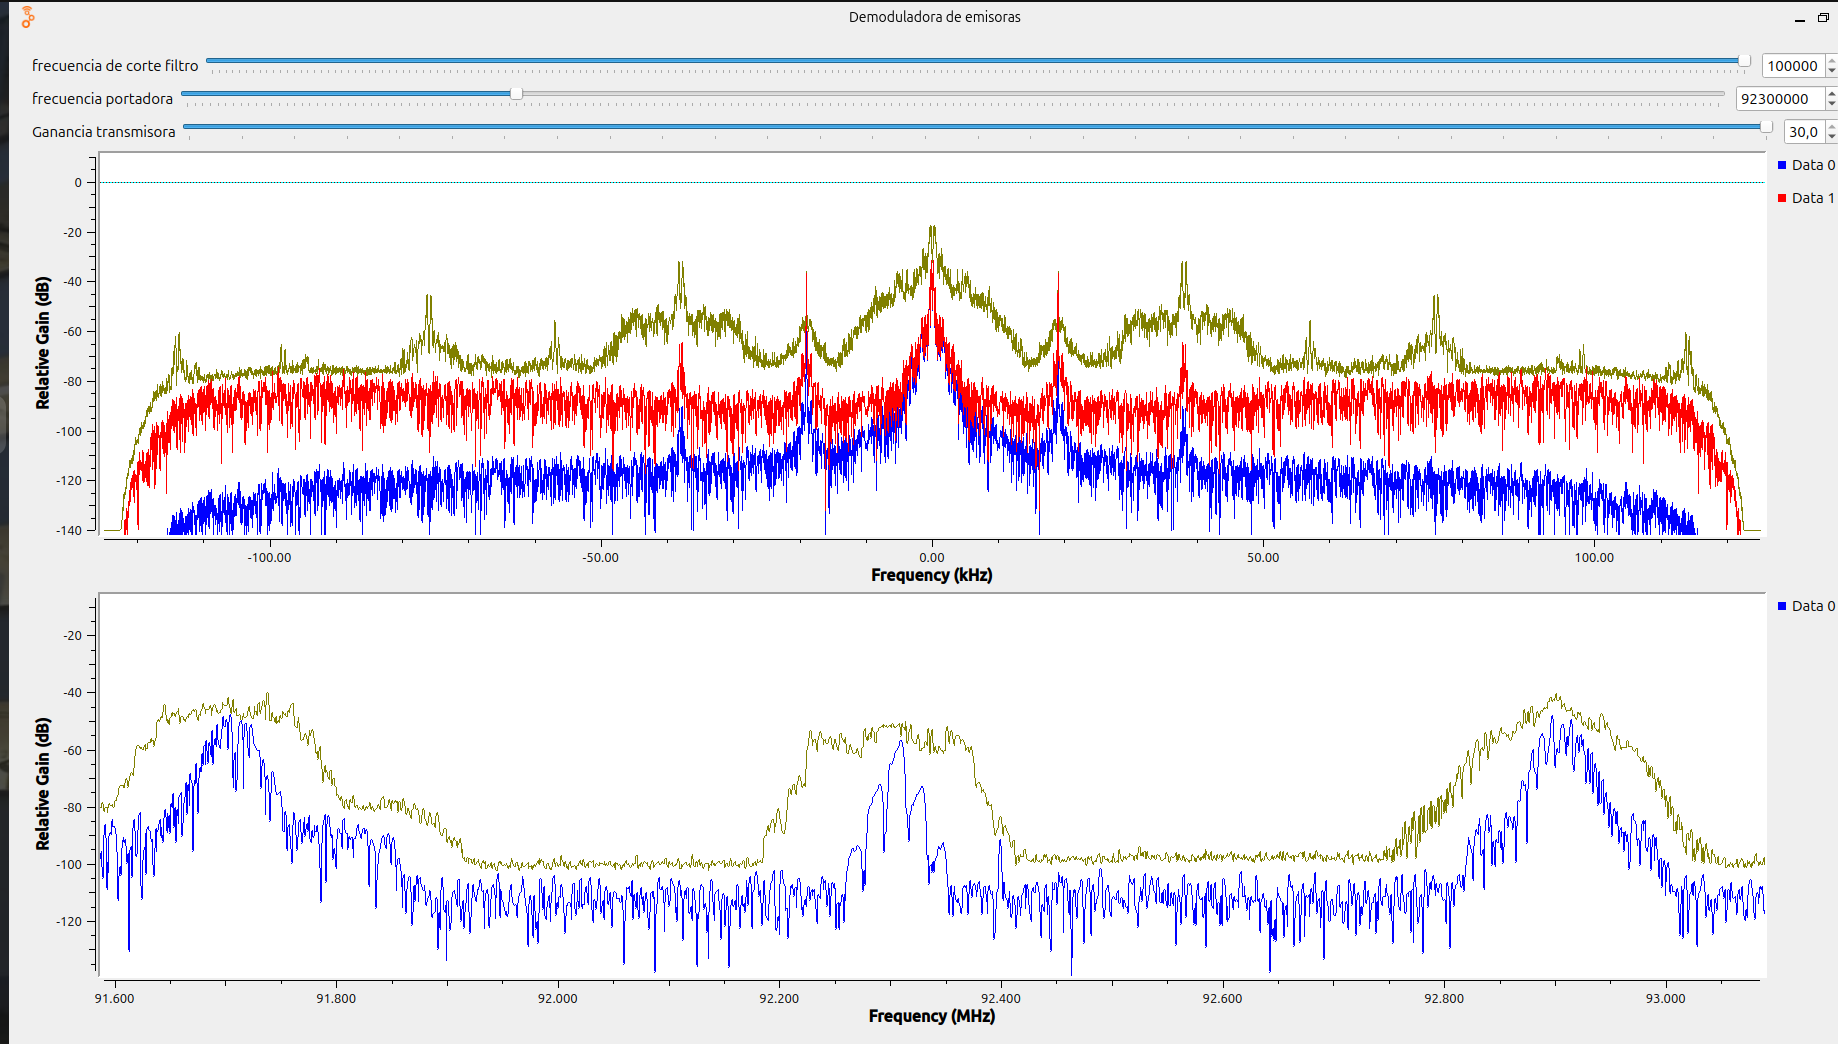 Demoduladora de emisoras
frecuencia de corte filtro
100000
frecuencia portadora
92300000
Ganancia transmisora
30,0
Relative Gain (dB)
0
-20
-40
-60
-80
-100
-120
-140
-100.00 -50.00 0.00 50.00 100.00
Frequency (kHz)
Data 0
Data 1
Relative Gain (dB)
-20
-40
-60
-80
-100
-120
91.600 91.800 92.000 92.200 92.400 92.600 92.800 93.000
Frequency (MHz)
Data 0